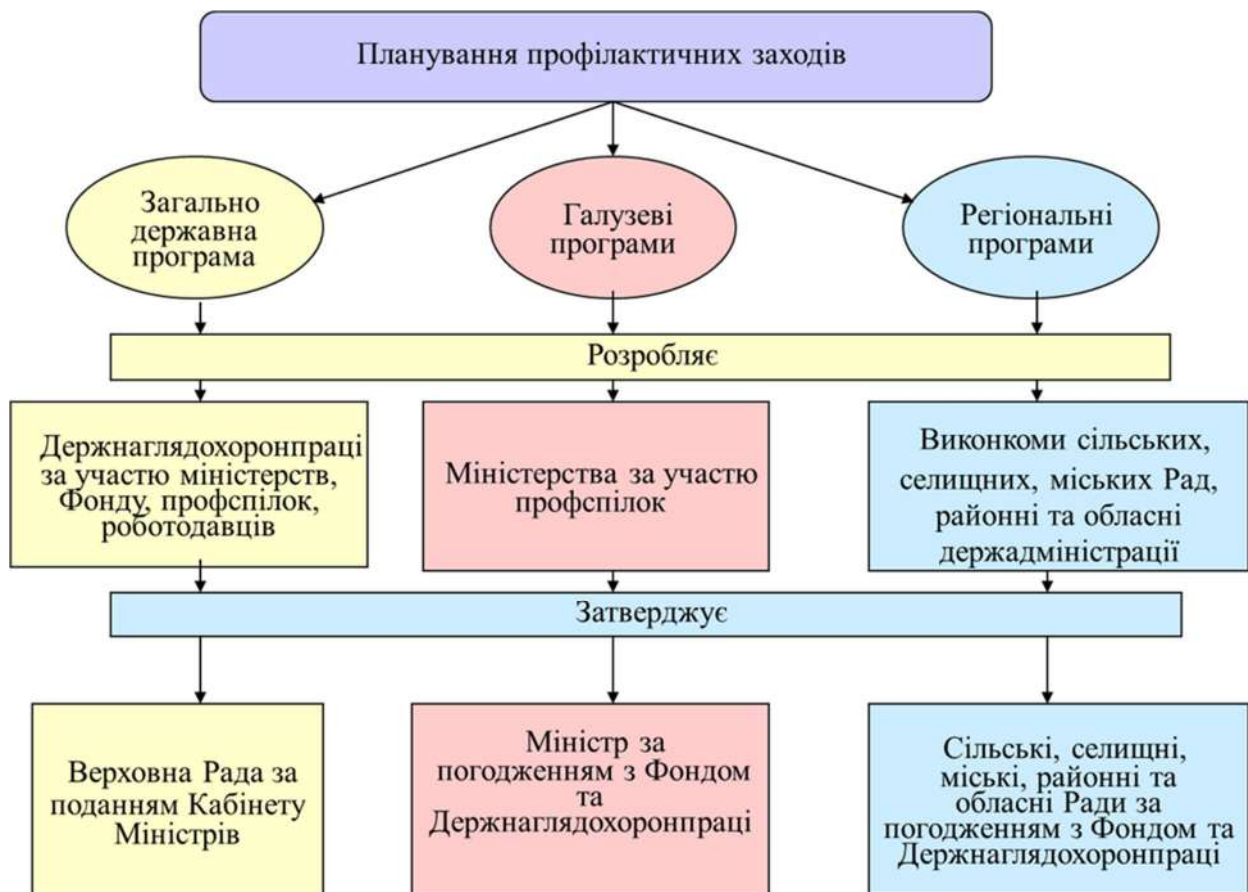 Планування профілактичних заходів
Загально
державна
програма
Галузеві
програми
Регіональні
програми
Розробляє
Держнаглядохоронпраці
за участю міністерств,
Фонду, профспілок,
роботодавців
Міністерства за участю
профспілок
Виконкоми сільських,
селищних, міських Рад,
районні та обласні
держадміністрації
Затверджує
Верховна Рада за
поданням Кабінету
Міністрів
Міністр за
погодженням з Фондом
та
Держнаглядохоронпраці
Сільські, селищні,
міські, районні та
обласні Ради за
погодженням з Фондом та
Держнаглядохоронпраці